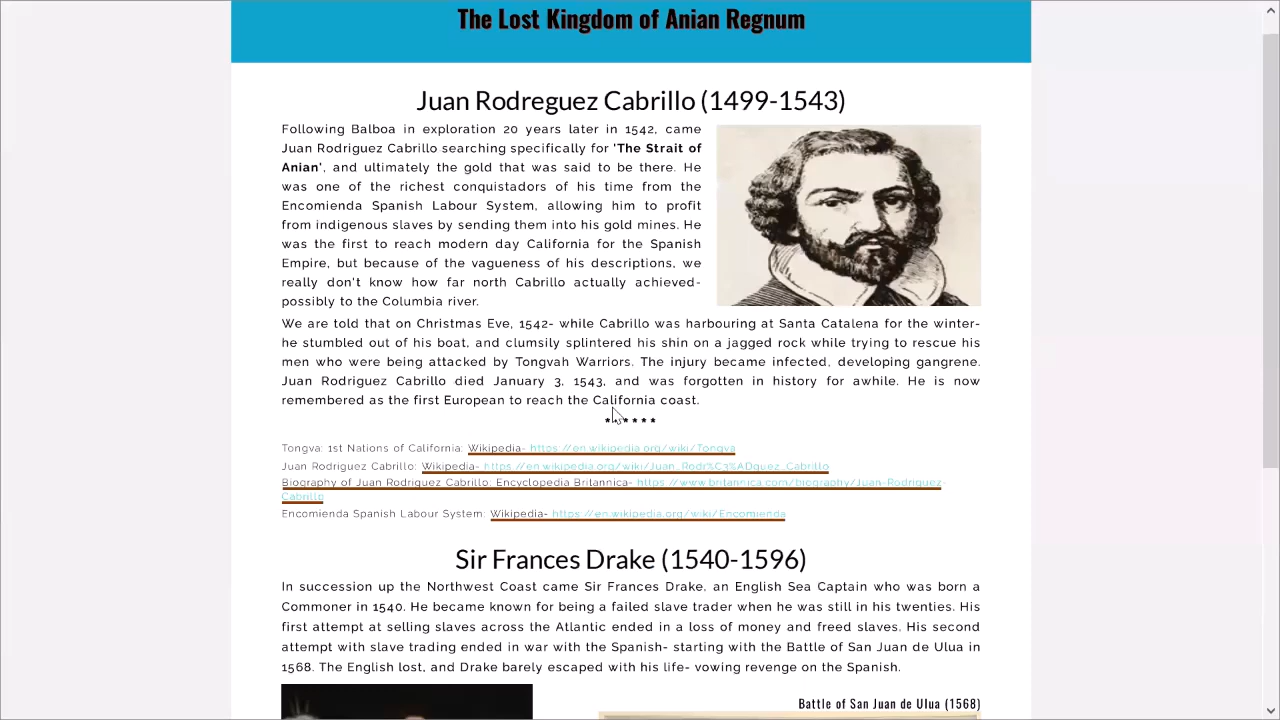 The Lost Kingdom of Anian Regnum
Juan Rodreguez Cabrillo (1499-1543)
Following Balboa in exploration 20 years later in 1542, came
Juan Rodriguez Cabrillo searching specifically for 'The Strait of
Anian', and ultimately the gold that was said to be there. He
was one of the richest conquistadors of his time from the
Encomienda Spanish Labour System, allowing him to profit
from indigenous slaves by sending them into his gold mines. He
was the first to reach modern day California for the Spanish
Empire, but because of the vagueness of his descriptions, we
really don't know how far north Cabrillo actually achieved-
possibly to the Columbia river.
We are told that on Christmas Eve, 1542- while Cabrillo was harbouring at Santa Catalena for the winter-
he stumbled out of his boat, and clumsily splintered his shin on a jagged rock while trying to rescue his
men who were being attacked by Tongvah Warriors. The injury became infected, developing gangrene.
Juan Rodriguez Cabrillo died January 3, 1543, and was forgotten in history for awhile. He is now
remembered as the first European to reach the California coast.
* * * * * *
Tongva: 1st Nations of California: Wikipedia- https://en.wikipedia.org/wiki/Tongva
Juan Rodriguez Cabrillo: Wikipedia- https://en.wikipedia.org/wiki/Juan_Rodr%C3%ADguez_Cabrillo
Biography of Juan Rodriguez Cabrillo: Encyclopedia Britannica- https://www.britannica.com/biography/Juan-Rodriguez-
Cabrillo
Encomienda Spanish Labour System: Wikipedia- https://en.wikipedia.org/wiki/Encomienda
Sir Frances Drake (1540-1596)
In succession up the Northwest Coast came Sir Frances Drake, an English Sea Captain who was born a
Commoner in 1540. He became known for being a failed slave trader when he was still in his twenties. His
first attempt at selling slaves across the Atlantic ended in a loss of money and freed slaves. His second
attempt with slave trading ended in war with the Spanish- starting with the Battle of San Juan de Ulua in
1568. The English lost, and Drake barely escaped with his life- vowing revenge on the Spanish.
Battle of San Juan de Ulua (1568)